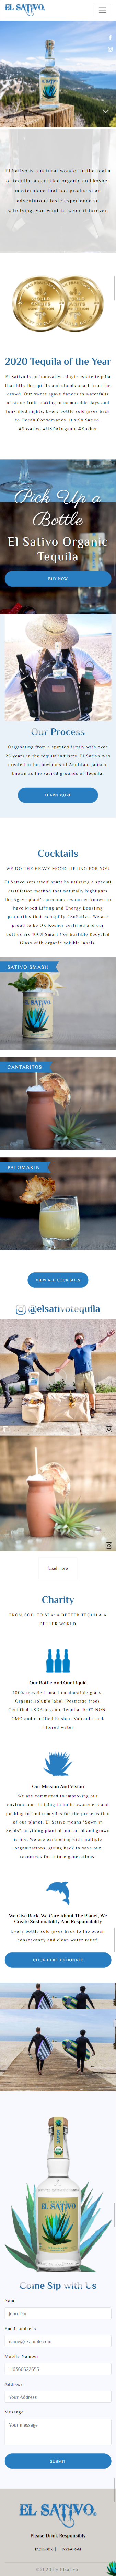 EL SATIVO.
El Sativo is a natural wonder in the realm
of tequila, a certified organic and kosher
masterpiece that has produced an
adventurous taste experience so
satisfying, you want to save it forever.
2020 Tequila of the Year
El Sativo is an innovative single estate tequila
that lifts the spirits and stands apart from the
crowd. Our sweet agave dances in waterfalls
and pure fruit soaking in memorable days and
fun-filled nights. Every bottle sold gives back
to Ocean Conservancy. It's So Sativo.
#Sosativo #USDAOrganic #kosher
Pick Up a
Bottle
El Sativo Organic
Tequila
BUY NOW
Our Process
Originating from a spirited family with over
25 years in the tequila industry, El Sativo was
created in the lowlands of Amititan, Jalisco,
known as the sacred grounds of Tequila.
LEARN MORE
Cocktails
WE DO THE HEAVY MOOD LIFTING FOR YOU
El Sativo sets itself apart by utilizing a special
distillation method that naturally highlights
the Agave plant's precious resources known to
have Mood Lifting and Energy Boosting
properties that exemplify #SoSativo. We are
proud to be OK Kosher certified and our
bottles are 100% Smart Combustible Recycled
Glass with organic soluble labels.
SATIVO SMASH
EL SATIVO
CANTARITOS
PALOMAKIN
VIEW ALL COCKTAILS
@elsativotequila
Load more
Charity
FROM SOIL TO SEA: A BETTER TEQUILA A
BETTER WORLD
Our Bottle And Our Liquid
100% recycled smart combustible glass,
Organic soluble label (Pesticide free),
Certified USDA organic Tequila, 100% NON-
GMO and certified kosher, Volcanic rock
filtered water
Our Mission And Vision
We are committed to improving our
environment, helping to build awareness and
pushing to find remedies for the preservation
of our planet. El Sativo means "Sown in
Seeds", anything planted, nurtured and grown
in life. We are partnering with multiple
organizations, giving back to save our
resources for future generations.
We Give Back, We Care About The Planet, We
Create Sustainability And Responsibility
Every bottle sold gives back to the ocean
conservancy and clean water relief.
CLICK HERE TO DONATE
EL SATIVO
Come Sip with Us
Name
John Doe
Email address
name@example.com
Mobile Number
Address
Your Address
Message
Your message
SUBMIT
EL SATIVO.
Please Drink Responsibly
FACEBOOK | INSTAGRAM